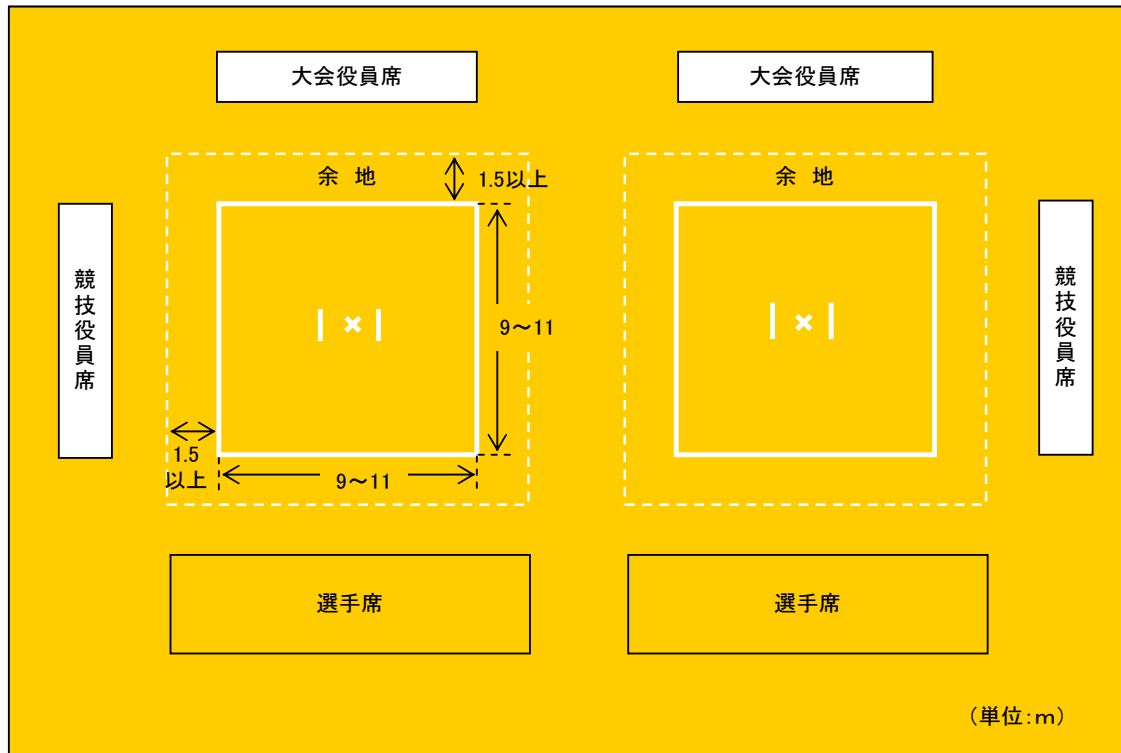 大会役員席
大会役員席
余 地
1.5以上
余 地
競技役員席
9～11
競技役員席
1.5
以上
9～11
選手席
選手席
（単位：ｍ）